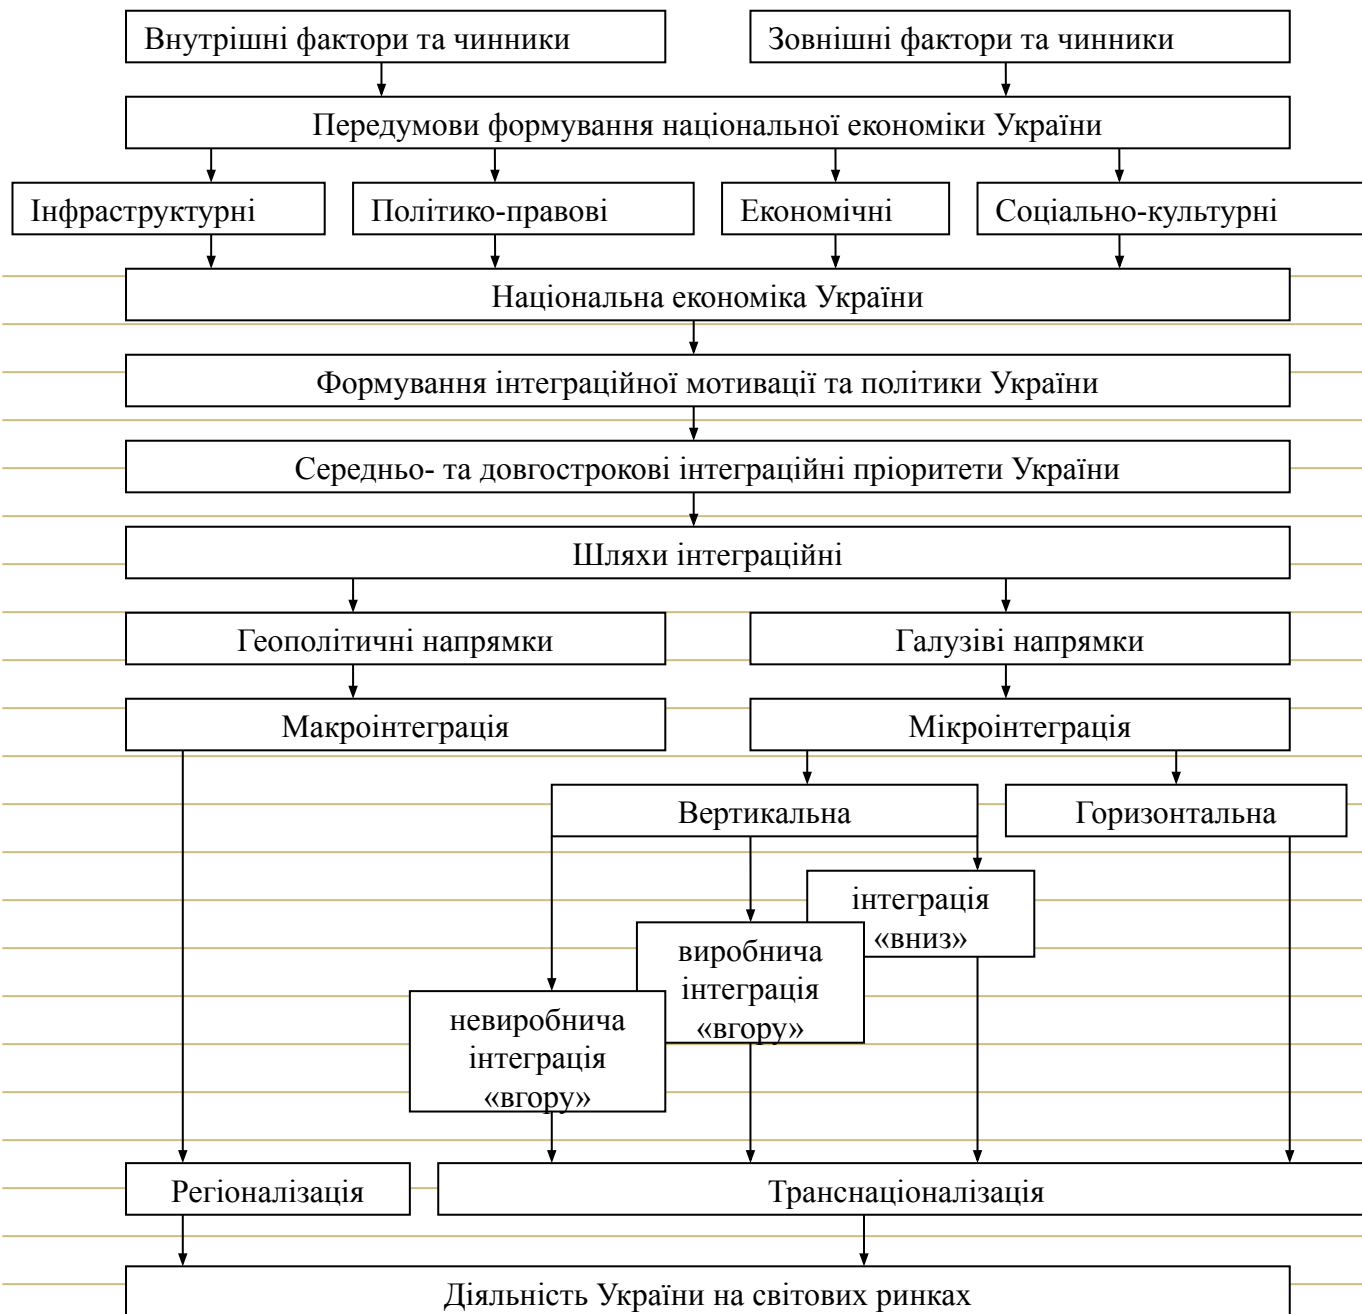 Внутрішні фактори та чинники
Зовнішні фактори та чинники
Передумови формування національної економіки України
Інфраструктурні
Політико-правові
Економічні
Соціально-культурні
Національна економіка України
Формування інтеграційної мотивації та політики України
Середньо- та довгострокові інтеграційні пріоритети України
Шляхи інтеграційні
Геополітичні напрямки
Галузіві напрямки
Макроінтеграція
Мікроінтеграція
Вертикальна
Горизонтальна
інтеграція
«вниз»
виробнича
інтеграція
«вгору»
невиробнича
інтеграція
«вгору»
Регіоналізація
Транснаціоналізація
Діяльність України на світових ринках